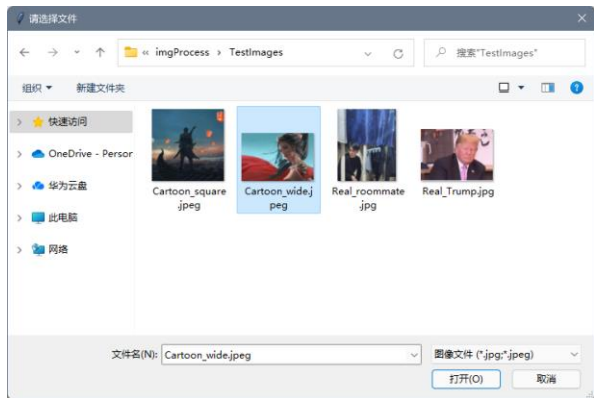 请选择文件
« imgProcess › TestImages
搜索"TestImages"
组织
新建文件夹
快速访问
OneDrive - Persor
华为云盘
此电脑
网络
Cartoon_square
.jpeg
Cartoon_wide.j
peg
Real_roommate
.jpg
Real_Trump.jpg
文件名(N):
Cartoon_wide.jpeg
图像文件 (*.jpg;*.jpeg)
打开(O)
取消